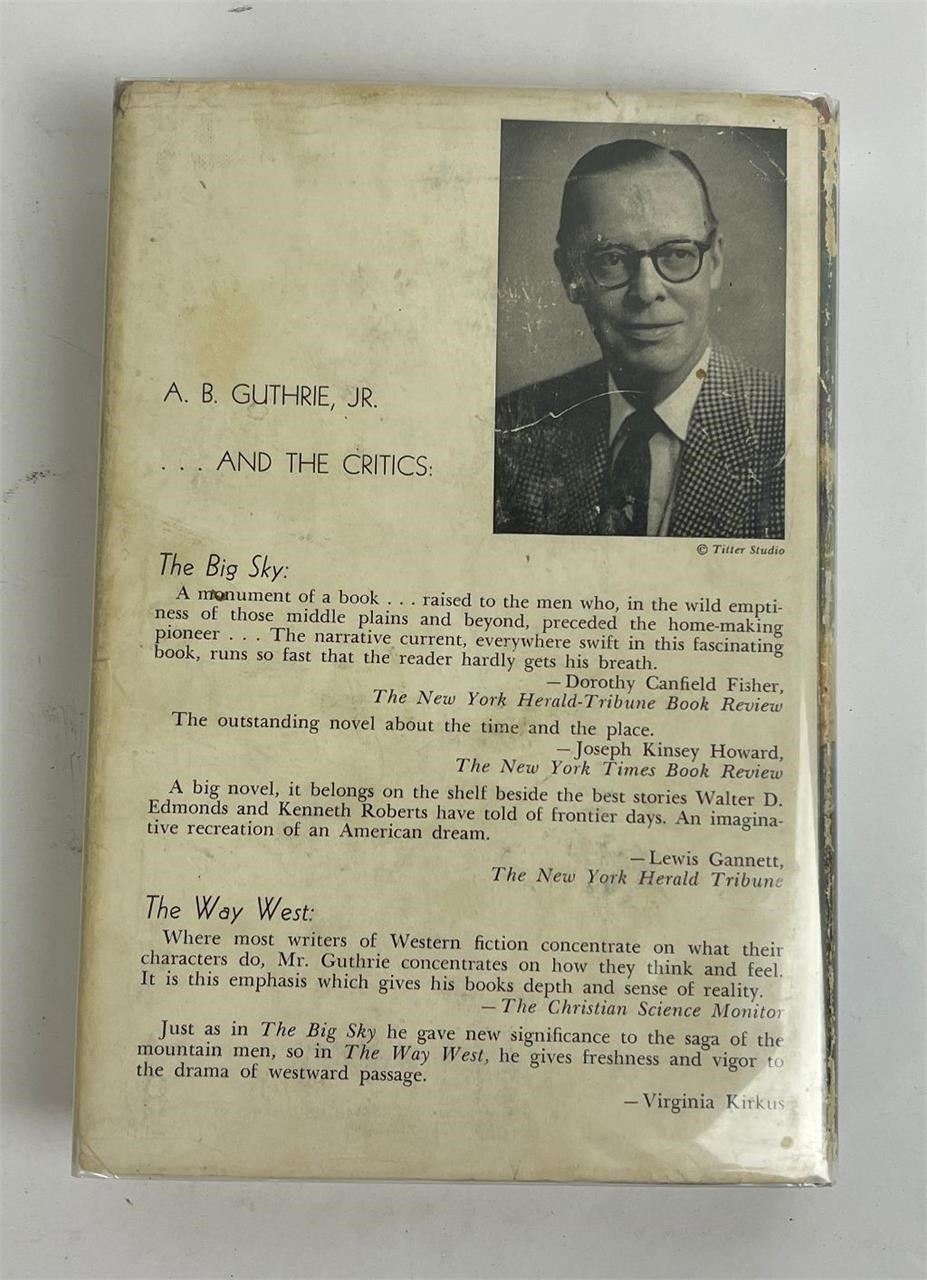 A. B. GUTHRIE, JR.
. . . AND THE CRITICS:
© Titter Studio
The Big Sky:
A monument of a book . . . raised to the men who, in the wild empti-
ness of those middle plains and beyond, preceded the home-making
pioneer . . . The narrative current, everywhere swift in this fascinating
book, runs so fast that the reader hardly gets his breath.
—Dorothy Canfield Fisher,
The New York Herald-Tribune Book Review
The outstanding novel about the time and the place.
—Joseph Kinsey Howard,
The New York Times Book Review
A big novel, it belongs on the shelf beside the best stories Walter D.
Edmonds and Kenneth Roberts have told of frontier days. An imagina-
tive recreation of an American dream.
—Lewis Gannett,
The New York Herald Tribune
The Way West:
Where most writers of Western fiction concentrate on what their
characters do, Mr. Guthrie concentrates on how they think and feel.
It is this emphasis which gives his books depth and sense of reality.
—The Christian Science Monitor
Just as in The Big Sky he gave new significance to the saga of the
mountain men, so in The Way West, he gives freshness and vigor to
the drama of westward passage.
—Virginia Kirkus